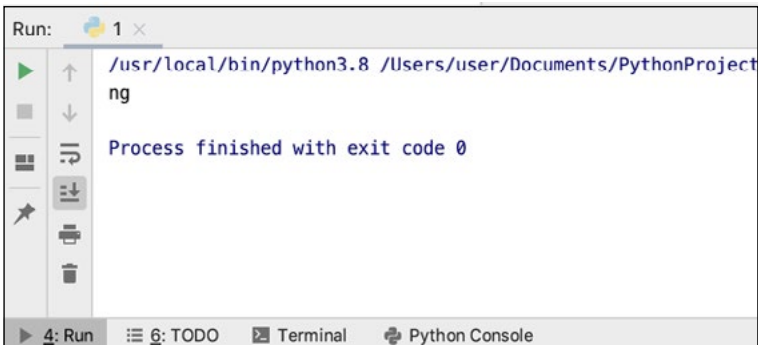 Run: 1 ×
/usr/local/bin/python3.8 /Users/user/Documents/PythonProject
ng
Process finished with exit code 0
4: Run 6: TODO Terminal Python Console